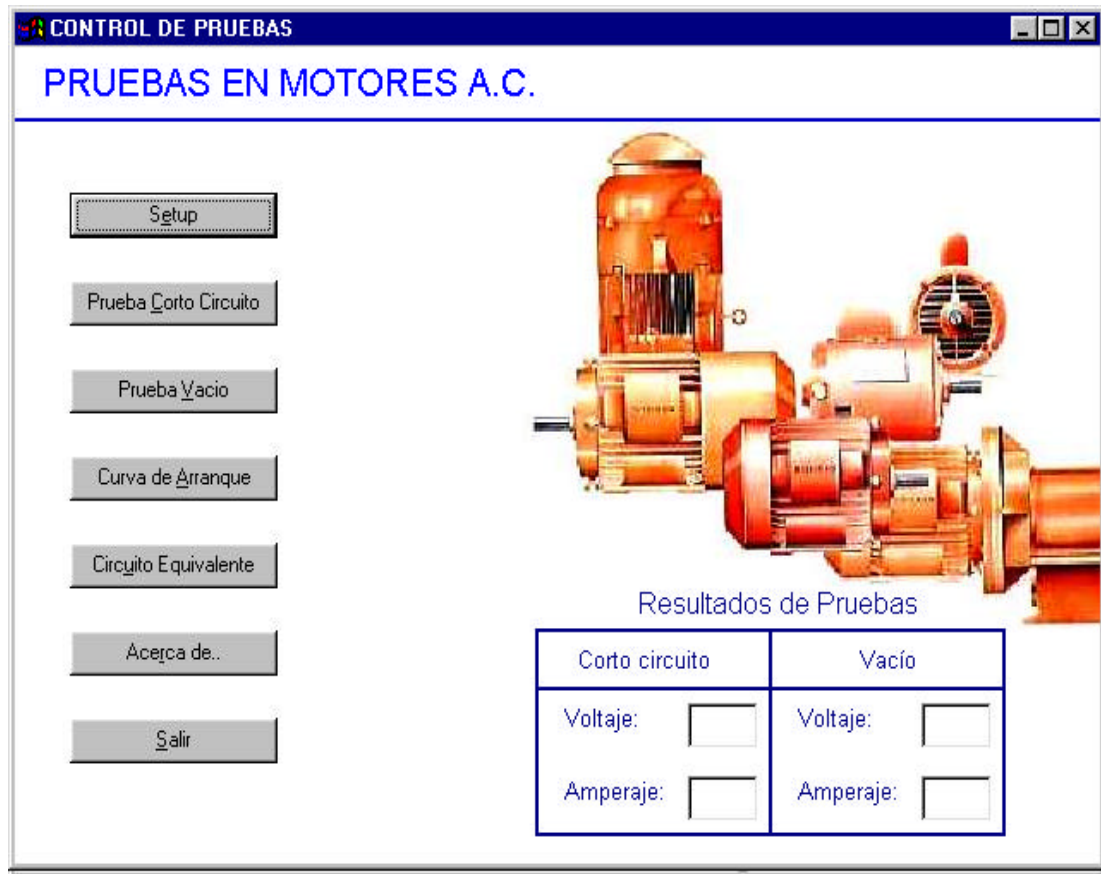 CONTROL DE PRUEBAS
PRUEBAS EN MOTORES A.C.
Setup
Prueba Corto Circuito
Prueba Vacio
Curva de Arranque
Circuito Equivalente
Acerca de..
Salir
Resultados de Pruebas
Corto circuito
Vacío
Voltaje:
Voltaje:
Amperaje:
Amperaje: